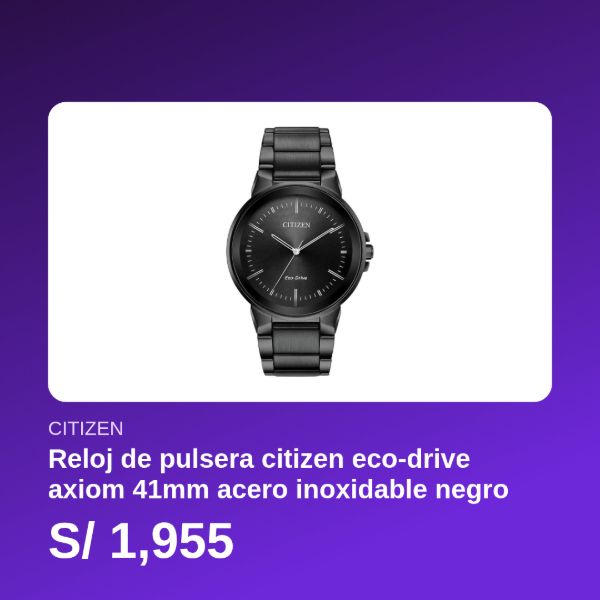 CITIZEN
Eco-Drive
CITIZEN
Reloj de pulsera citizen eco-drive
axiom 41mm acero inoxidable negro
S/ 1,955